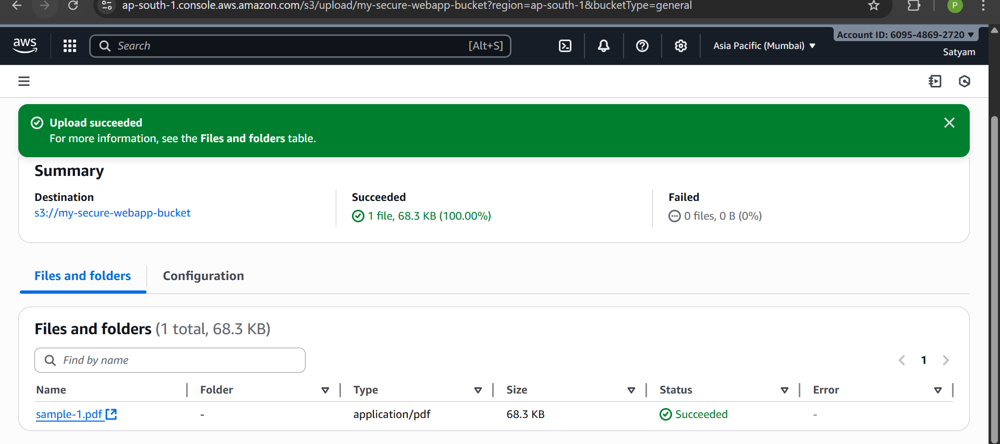 ap-south-1.console.aws.amazon.com/s3/upload/my-secure-webapp-bucket?region=ap-south-1&bucketType=general
P
aws
Search
[Alt+S]
Asia Pacific (Mumbai)
Account ID: 6095-4869-2720
Satyam
Upload succeeded
For more information, see the Files and folders table.
Summary
Destination
s3://my-secure-webapp-bucket
Succeeded
1 file, 68.3 KB (100.00%)
Failed
0 files, 0 B (0%)
Files and folders
Configuration
Files and folders (1 total, 68.3 KB)
Find by name
1
Name Folder Type Size Status Error
sample-1.pdf - application/pdf 68.3 KB Succeeded -